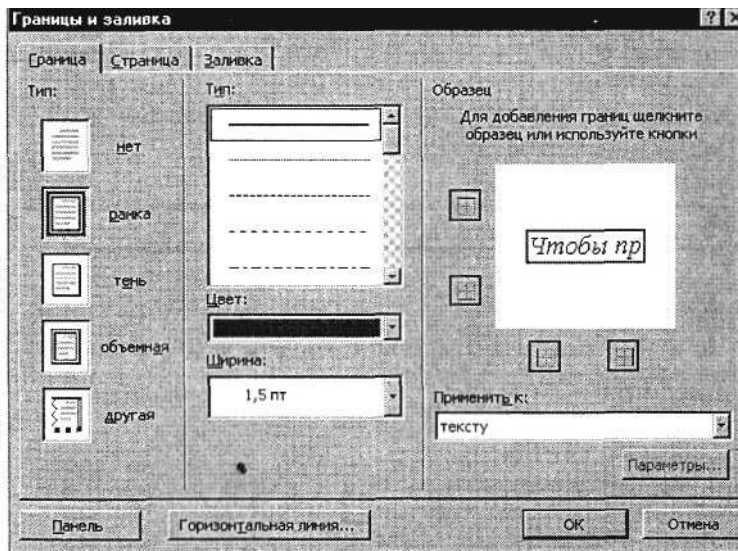 Границы и заливка
Граница
Страница
Заливка
Тип:
нет
рамка
тень
объемная
другая
Тип:
Цвет:
Ширина:
1,5 пт
Образец
Для добавления границ щелкните
образец или используйте кнопки
Чтобы пр
Применить к:
тексту
Параметры...
Панель
Горизонтальная линия...
ОК
Отмена